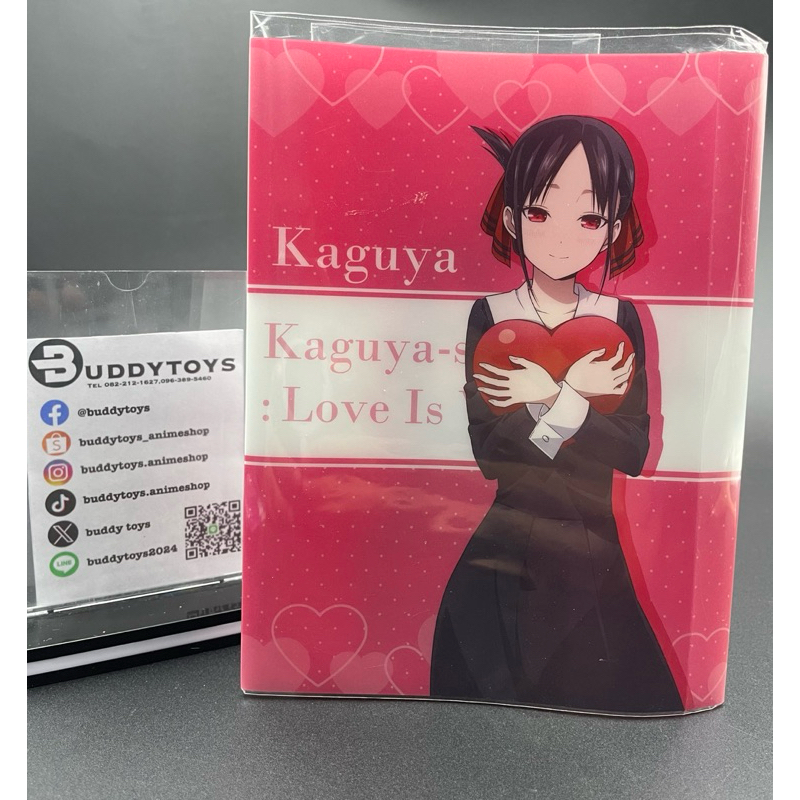 BUDDYTOYS
TEL 082-212-1627,096-389-5460
@buddytoys
buddytoys_animeshop
buddytoys.animeshop
buddytoys.animeshop
buddy toys
LINE
buddytoys2024
Kaguya
Kaguya-s
: Love Is